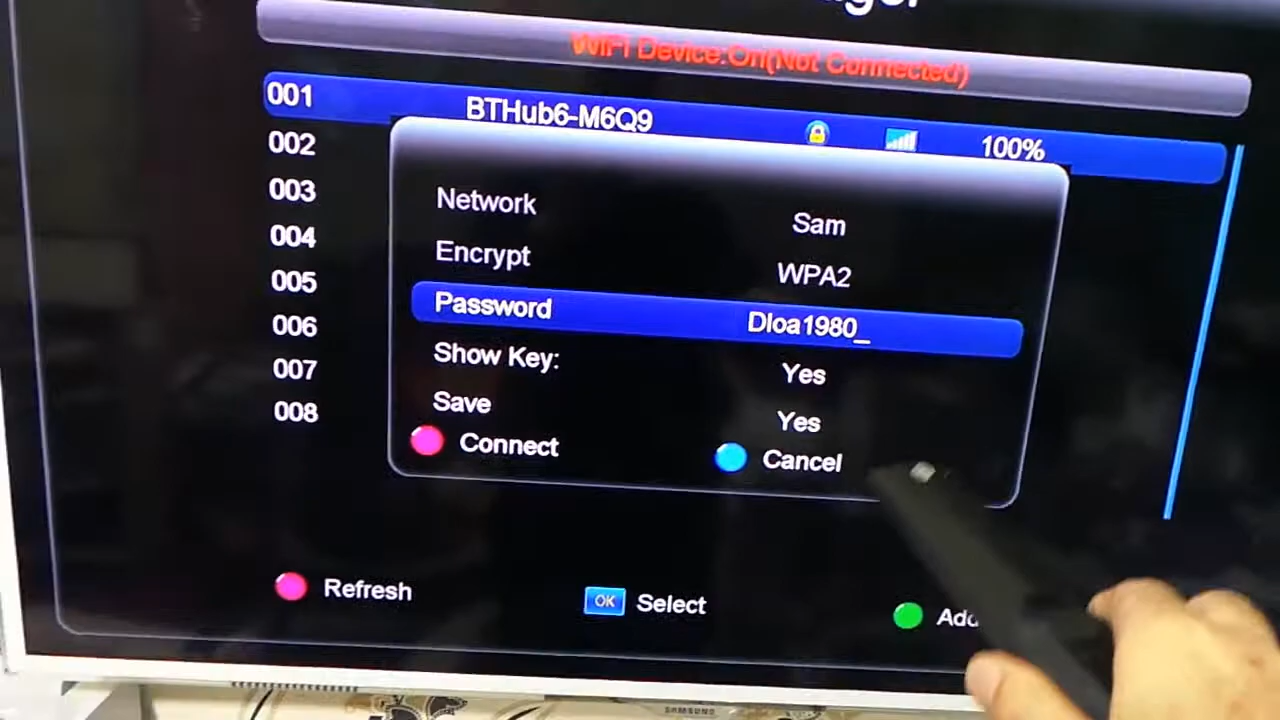 WiFi Device:On(Not Connected)
001 BTHub6-M6Q9 100%
002
003
004
005
006
007
008
Network Sam
Encrypt WPA2
Password Dloa1980_
Show Key: Yes
Save Yes
Connect Cancel
Refresh OK Select
SAMSUNG